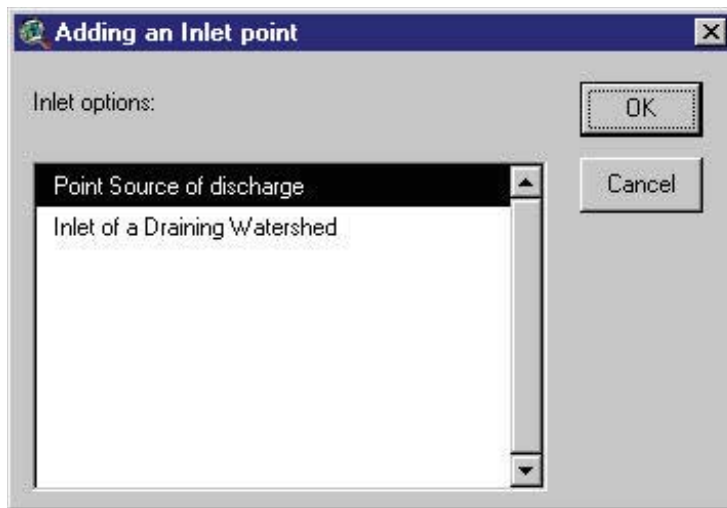 Adding an Inlet point
Inlet options:
OK
Point Source of discharge
Cancel
Inlet of a Draining Watershed